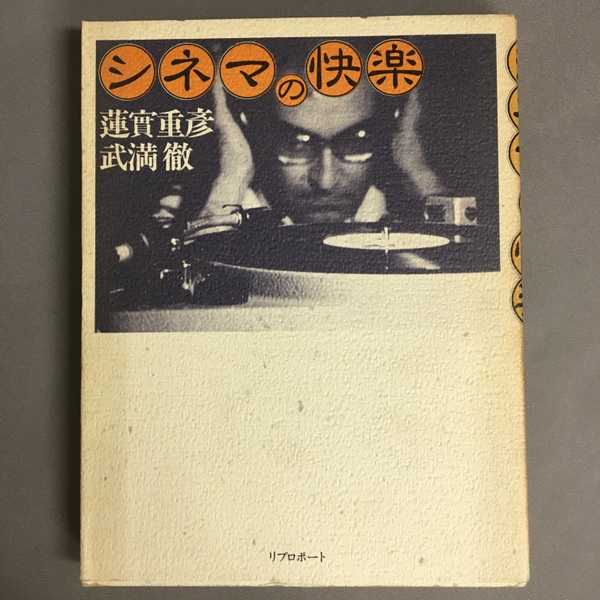 シネマの快楽
蓮實重彦
武満徹
リブロポート